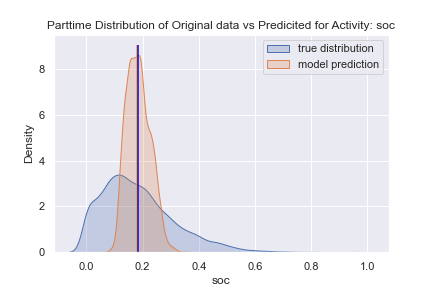 Parttime Distribution of Original data vs Predicited for Activity: soc
true distribution
model prediction
Density
8
6
4
2
0
0.0 0.2 0.4 0.6 0.8 1.0
soc